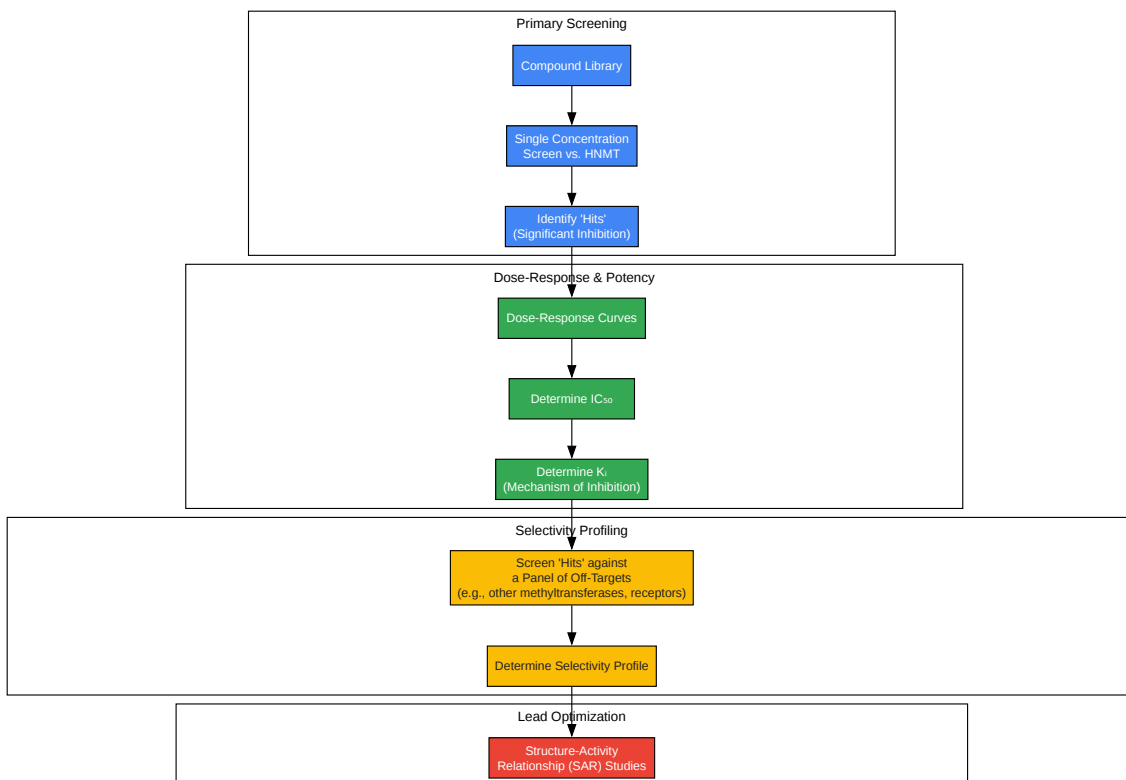 Primary Screening
Compound Library
Single Concentration
Screen vs. HNMT
Identify 'Hits'
(Significant Inhibition)
Dose-Response & Potency
Dose-Response Curves
Determine IC₅₀
Determine Kᵢ
(Mechanism of Inhibition)
Selectivity Profiling
Screen 'Hits' against
a Panel of Off-Targets
(e.g., other methyltransferases, receptors)
Determine Selectivity Profile
Lead Optimization
Structure-Activity
Relationship (SAR) Studies